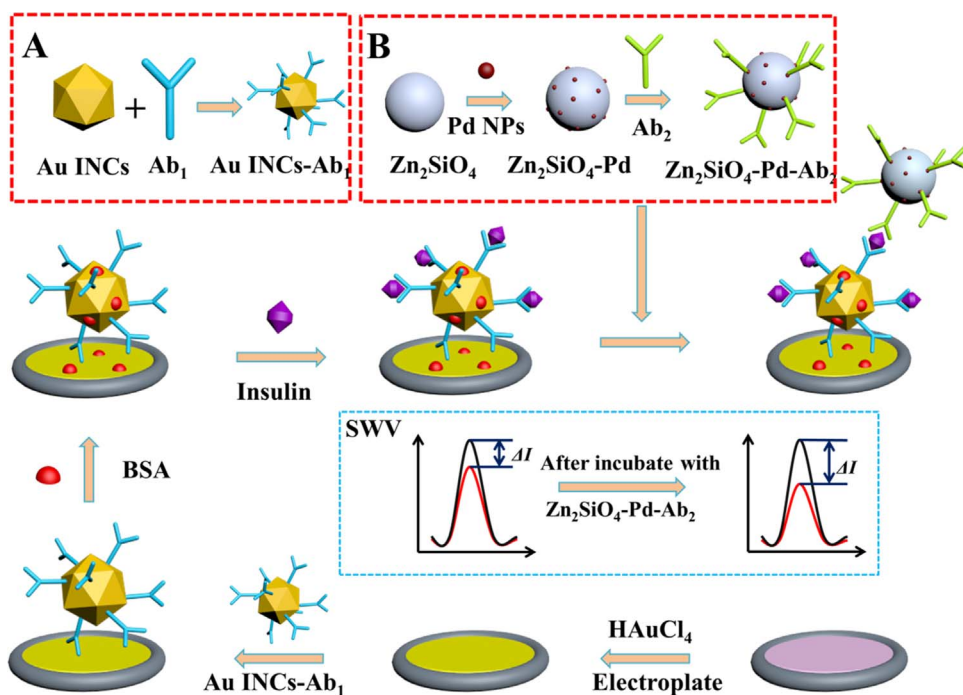 A
B
Au INCs
+
Ab₁
Au INCs-Ab₁
Zn₂SiO₄
Pd NPs
Zn₂SiO₄-Pd
Ab₂
Zn₂SiO₄-Pd-Ab₂
Insulin
BSA
SWV
ΔI
After incubate with
Zn₂SiO₄-Pd-Ab₂
ΔI
Au INCs-Ab₁
HAuCl₄
Electroplate